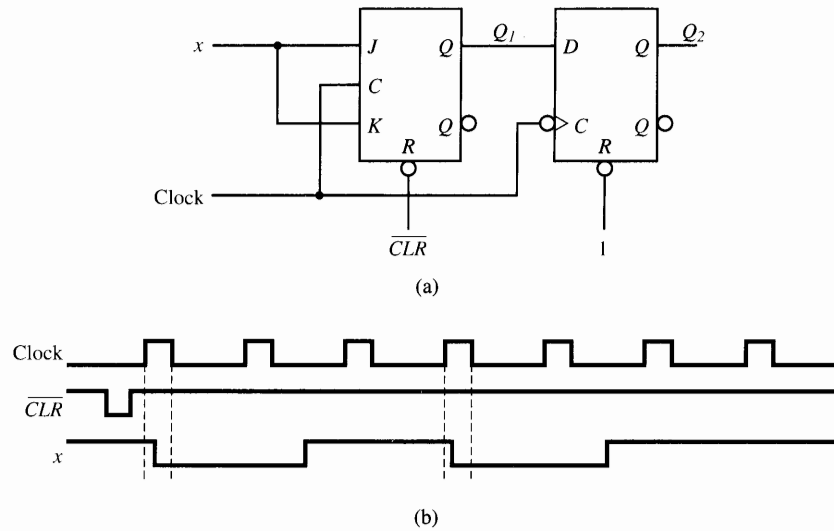 x J Q Q1 D Q Q2
C
K Q C Q
R R
Clock
CLR 1
(a)
Clock
CLR
x
(b)